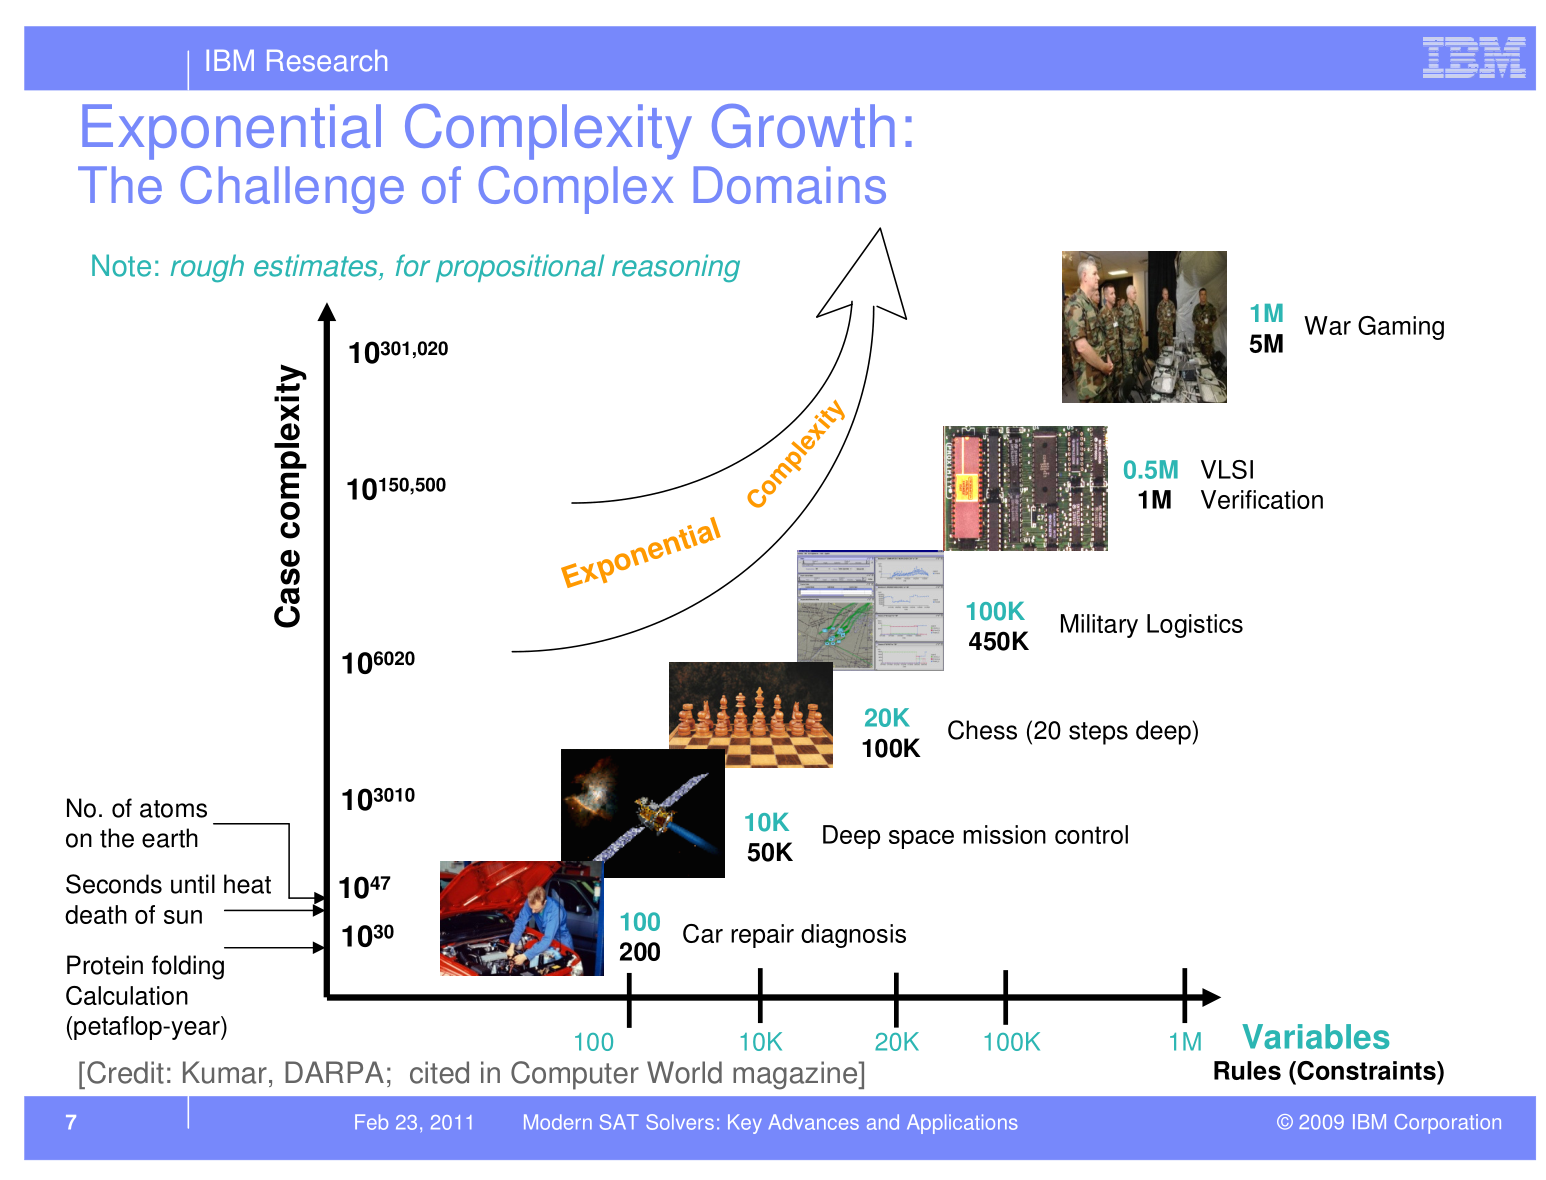 IBM Research
IBM
Exponential Complexity Growth:
The Challenge of Complex Domains
Note: rough estimates, for propositional reasoning
Case complexity
10^301,020
10^150,500
10^6020
10^3010
10^47
10^30
No. of atoms
on the earth
Seconds until heat
death of sun
Protein folding
Calculation
(petaflop-year)
Exponential Complexity
1M
5M
War Gaming
0.5M
1M
VLSI
Verification
100K
450K
Military Logistics
20K
100K
Chess (20 steps deep)
10K
50K
Deep space mission control
100
200
Car repair diagnosis
100 10K 20K 100K 1M
Variables
Rules (Constraints)
[Credit: Kumar, DARPA; cited in Computer World magazine]
7 Feb 23, 2011 Modern SAT Solvers: Key Advances and Applications © 2009 IBM Corporation